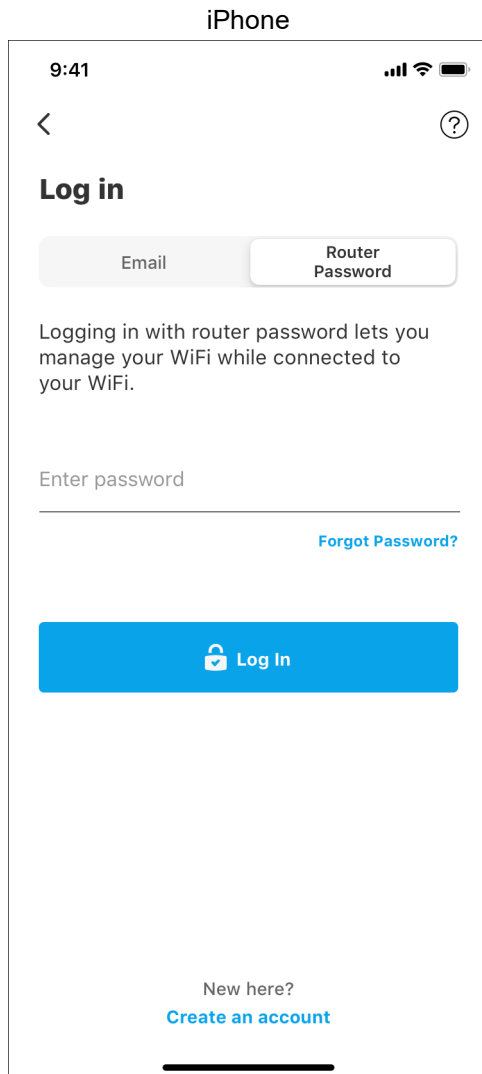 iPhone
9:41
?
Log in
Email
Router
Password
Logging in with router password lets you
manage your WiFi while connected to
your WiFi.
Enter password
Forgot Password?
Log In
New here?
Create an account